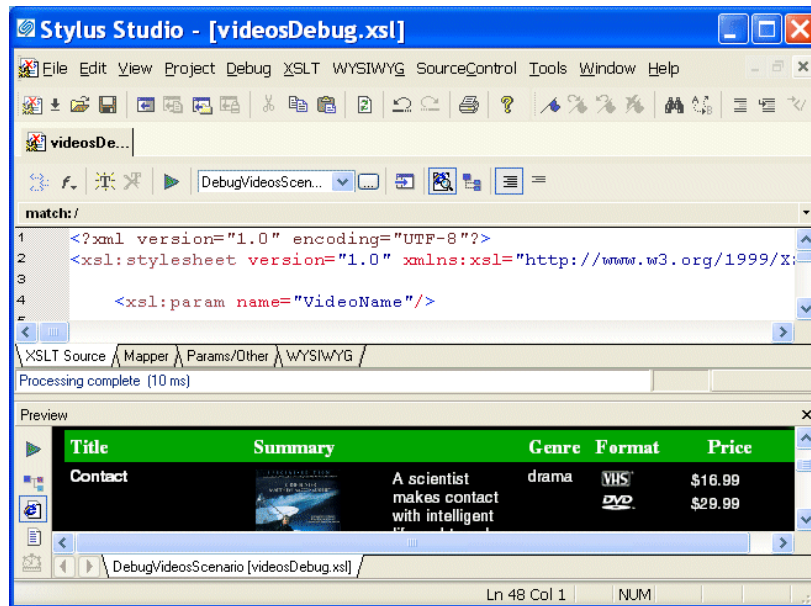 Stylus Studio - [videosDebug.xsl]
File Edit View Project Debug XSLT WYSIWYG SourceControl Tools Window Help
videosDe...
DebugVideosScen...
match:/
1 <?xml version="1.0" encoding="UTF-8"?>
2 <xsl:stylesheet version="1.0" xmlns:xsl="http://www.w3.org/1999/X
3
4 <xsl:param name="VideoName"/>
XSLT Source Mapper Params/Other WYSIWYG
Processing complete (10 ms)
Preview
Title Summary Genre Format Price
Contact A scientist drama VHS $16.99
makes contact DVD $29.99
with intelligent
DebugVideosScenario [videosDebug.xsl]
Ln 48 Col 1 NUM